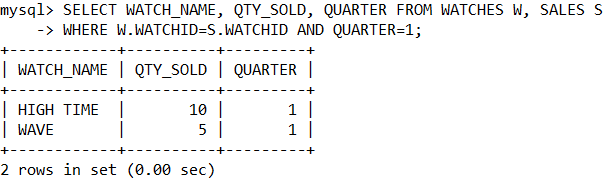 mysql> SELECT WATCH_NAME, QTY_SOLD, QUARTER FROM WATCHES W, SALES S
    -> WHERE W.WATCHID=S.WATCHID AND QUARTER=1;
+------------+----------+---------+
| WATCH_NAME | QTY_SOLD | QUARTER |
+------------+----------+---------+
| HIGH TIME  |       10 |       1 |
| WAVE       |        5 |       1 |
+------------+----------+---------+
2 rows in set (0.00 sec)